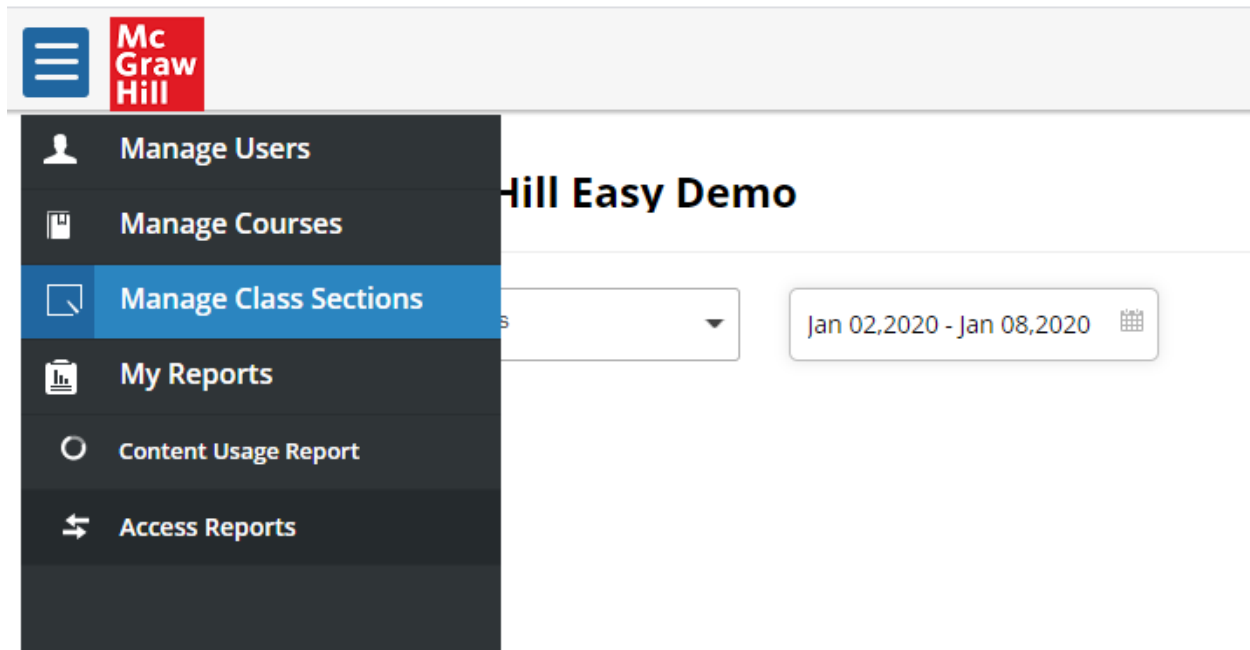 Mc
Graw
Hill
Manage Users
Hill Easy Demo
Manage Courses
Manage Class Sections
s
Jan 02,2020 - Jan 08,2020
My Reports
Content Usage Report
Access Reports